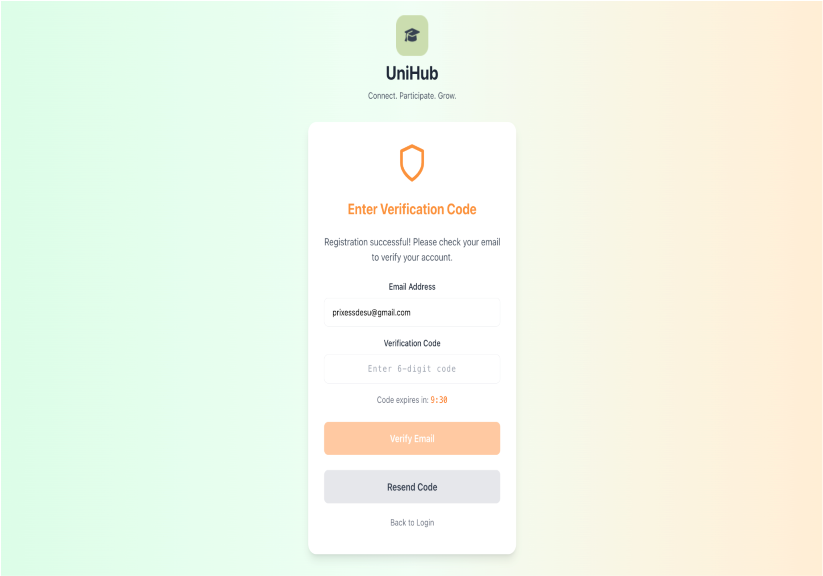 UniHub
Connect. Participate. Grow.
Enter Verification Code
Registration successful! Please check your email
to verify your account.
Email Address
prixessdesu@gmail.com
Verification Code
Enter 6-digit code
Code expires in: 9:30
Verify Email
Resend Code
Back to Login